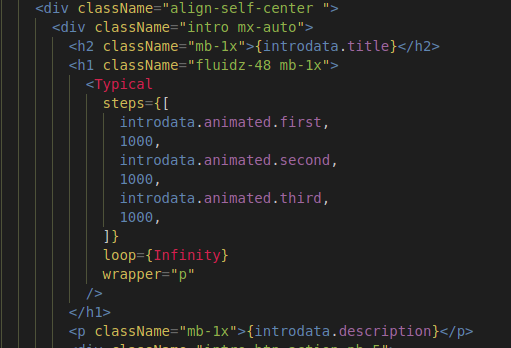 <div className="align-self-center ">
<div className="intro mx-auto">
<h2 className="mb-1x">{introdata.title}</h2>
<h1 className="fluidz-48 mb-1x">
<Typical
steps={[
introdata.animated.first,
1000,
introdata.animated.second,
1000,
introdata.animated.third,
1000,
]}
loop={Infinity}
wrapper="p"
/>
</h1>
<p className="mb-1x">{introdata.description}</p>